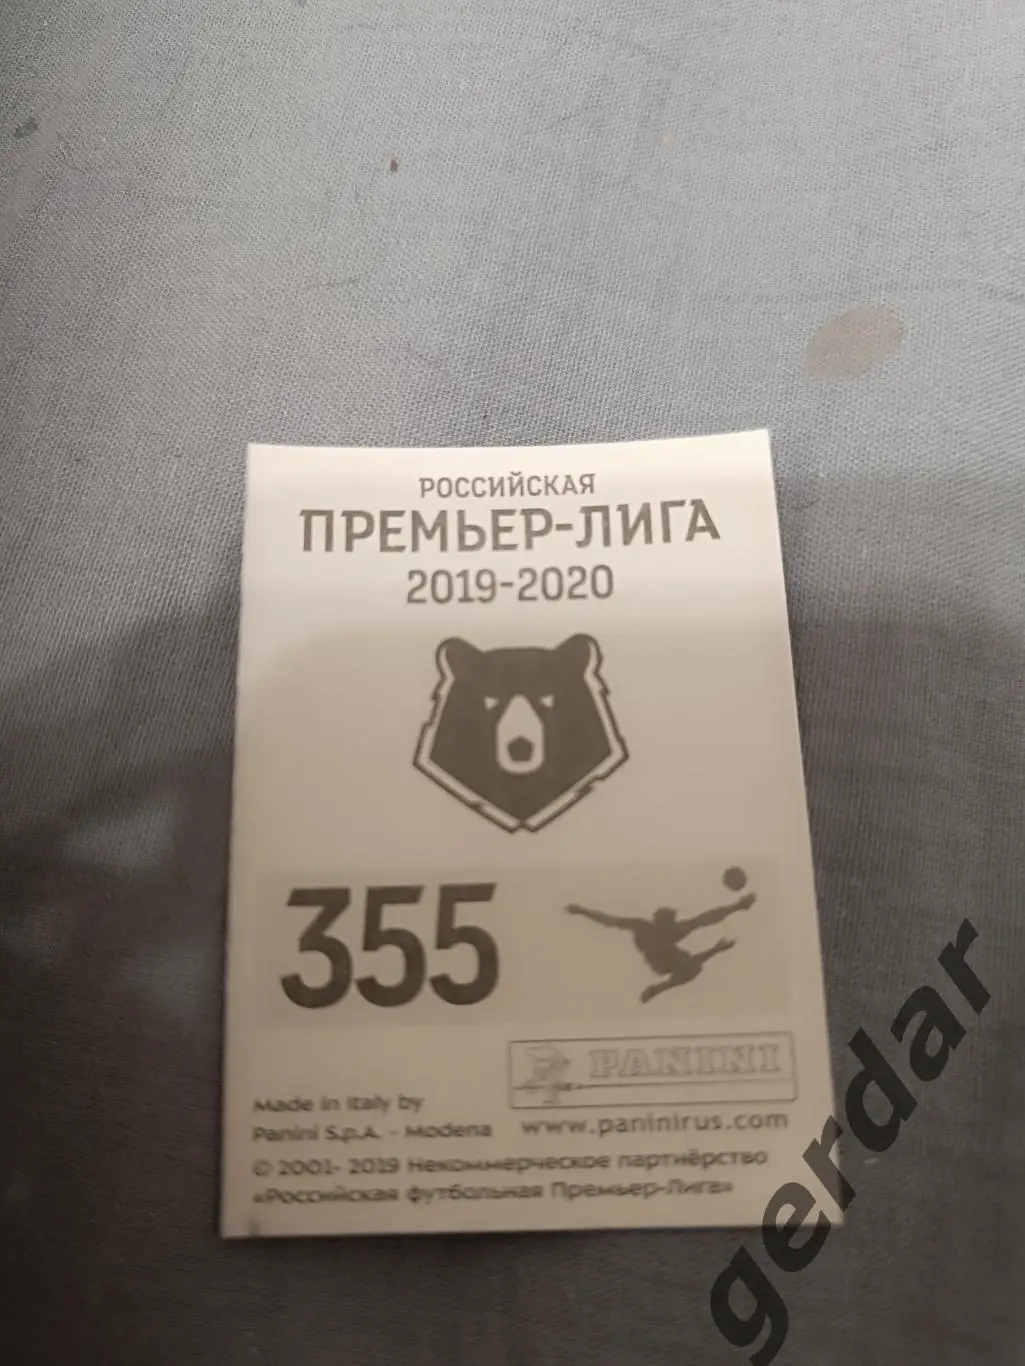 РОССИЙСКАЯ
ПРЕМЬЕР-ЛИГА
2019-2020
355
PANINI
Made in Italy by
Panini S.p.A. - Modena
www.paninirus.com
© 2001- 2019 Некоммерческое партнёрство
«Российская футбольная Премьер-Лига»
gerdar